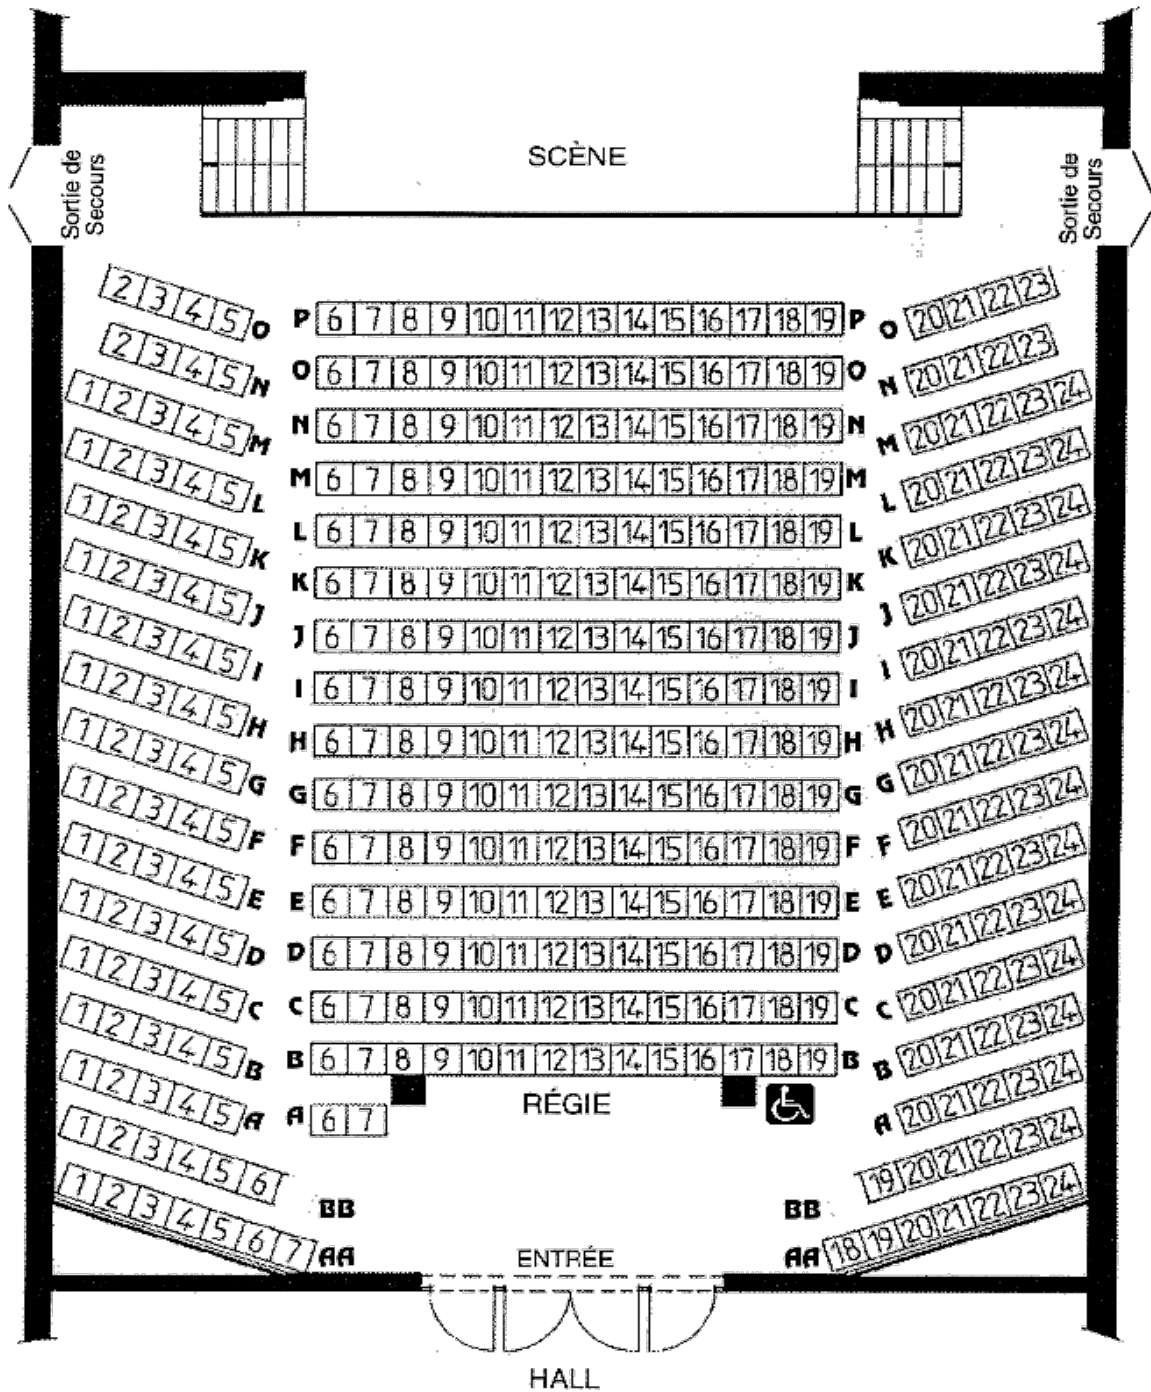 SCÈNE
Sortie de
Secours
Sortie de
Secours
2 3 4 5 O
P 6 7 8 9 10 11 12 13 14 15 16 17 18 19 P
O 20 21 22 23
2 3 4 5 N
O 6 7 8 9 10 11 12 13 14 15 16 17 18 19 O
N 20 21 22 23
1 2 3 4 5 M
N 6 7 8 9 10 11 12 13 14 15 16 17 18 19 N
M 20 21 22 23 24
1 2 3 4 5 L
M 6 7 8 9 10 11 12 13 14 15 16 17 18 19 M
L 20 21 22 23 24
1 2 3 4 5 K
L 6 7 8 9 10 11 12 13 14 15 16 17 18 19 L
K 20 21 22 23 24
1 2 3 4 5 J
K 6 7 8 9 10 11 12 13 14 15 16 17 18 19 K
J 20 21 22 23 24
1 2 3 4 5 I
J 6 7 8 9 10 11 12 13 14 15 16 17 18 19 J
I 20 21 22 23 24
1 2 3 4 5 H
I 6 7 8 9 10 11 12 13 14 15 16 17 18 19 I
H 20 21 22 23 24
1 2 3 4 5 G
H 6 7 8 9 10 11 12 13 14 15 16 17 18 19 H
G 20 21 22 23 24
1 2 3 4 5 F
G 6 7 8 9 10 11 12 13 14 15 16 17 18 19 G
F 20 21 22 23 24
1 2 3 4 5 E
F 6 7 8 9 10 11 12 13 14 15 16 17 18 19 F
E 20 21 22 23 24
1 2 3 4 5 D
E 6 7 8 9 10 11 12 13 14 15 16 17 18 19 E
D 20 21 22 23 24
1 2 3 4 5 C
D 6 7 8 9 10 11 12 13 14 15 16 17 18 19 D
C 20 21 22 23 24
1 2 3 4 5 B
C 6 7 8 9 10 11 12 13 14 15 16 17 18 19 C
B 20 21 22 23 24
1 2 3 4 5 A
B 6 7 8 9 10 11 12 13 14 15 16 17 18 19 B
A 20 21 22 23 24
A 6 7
RÉGIE
1 2 3 4 5 6 BB
BB 19 20 21 22 23 24
1 2 3 4 5 6 7 AA
AA 18 19 20 21 22 23 24
ENTRÉE
HALL